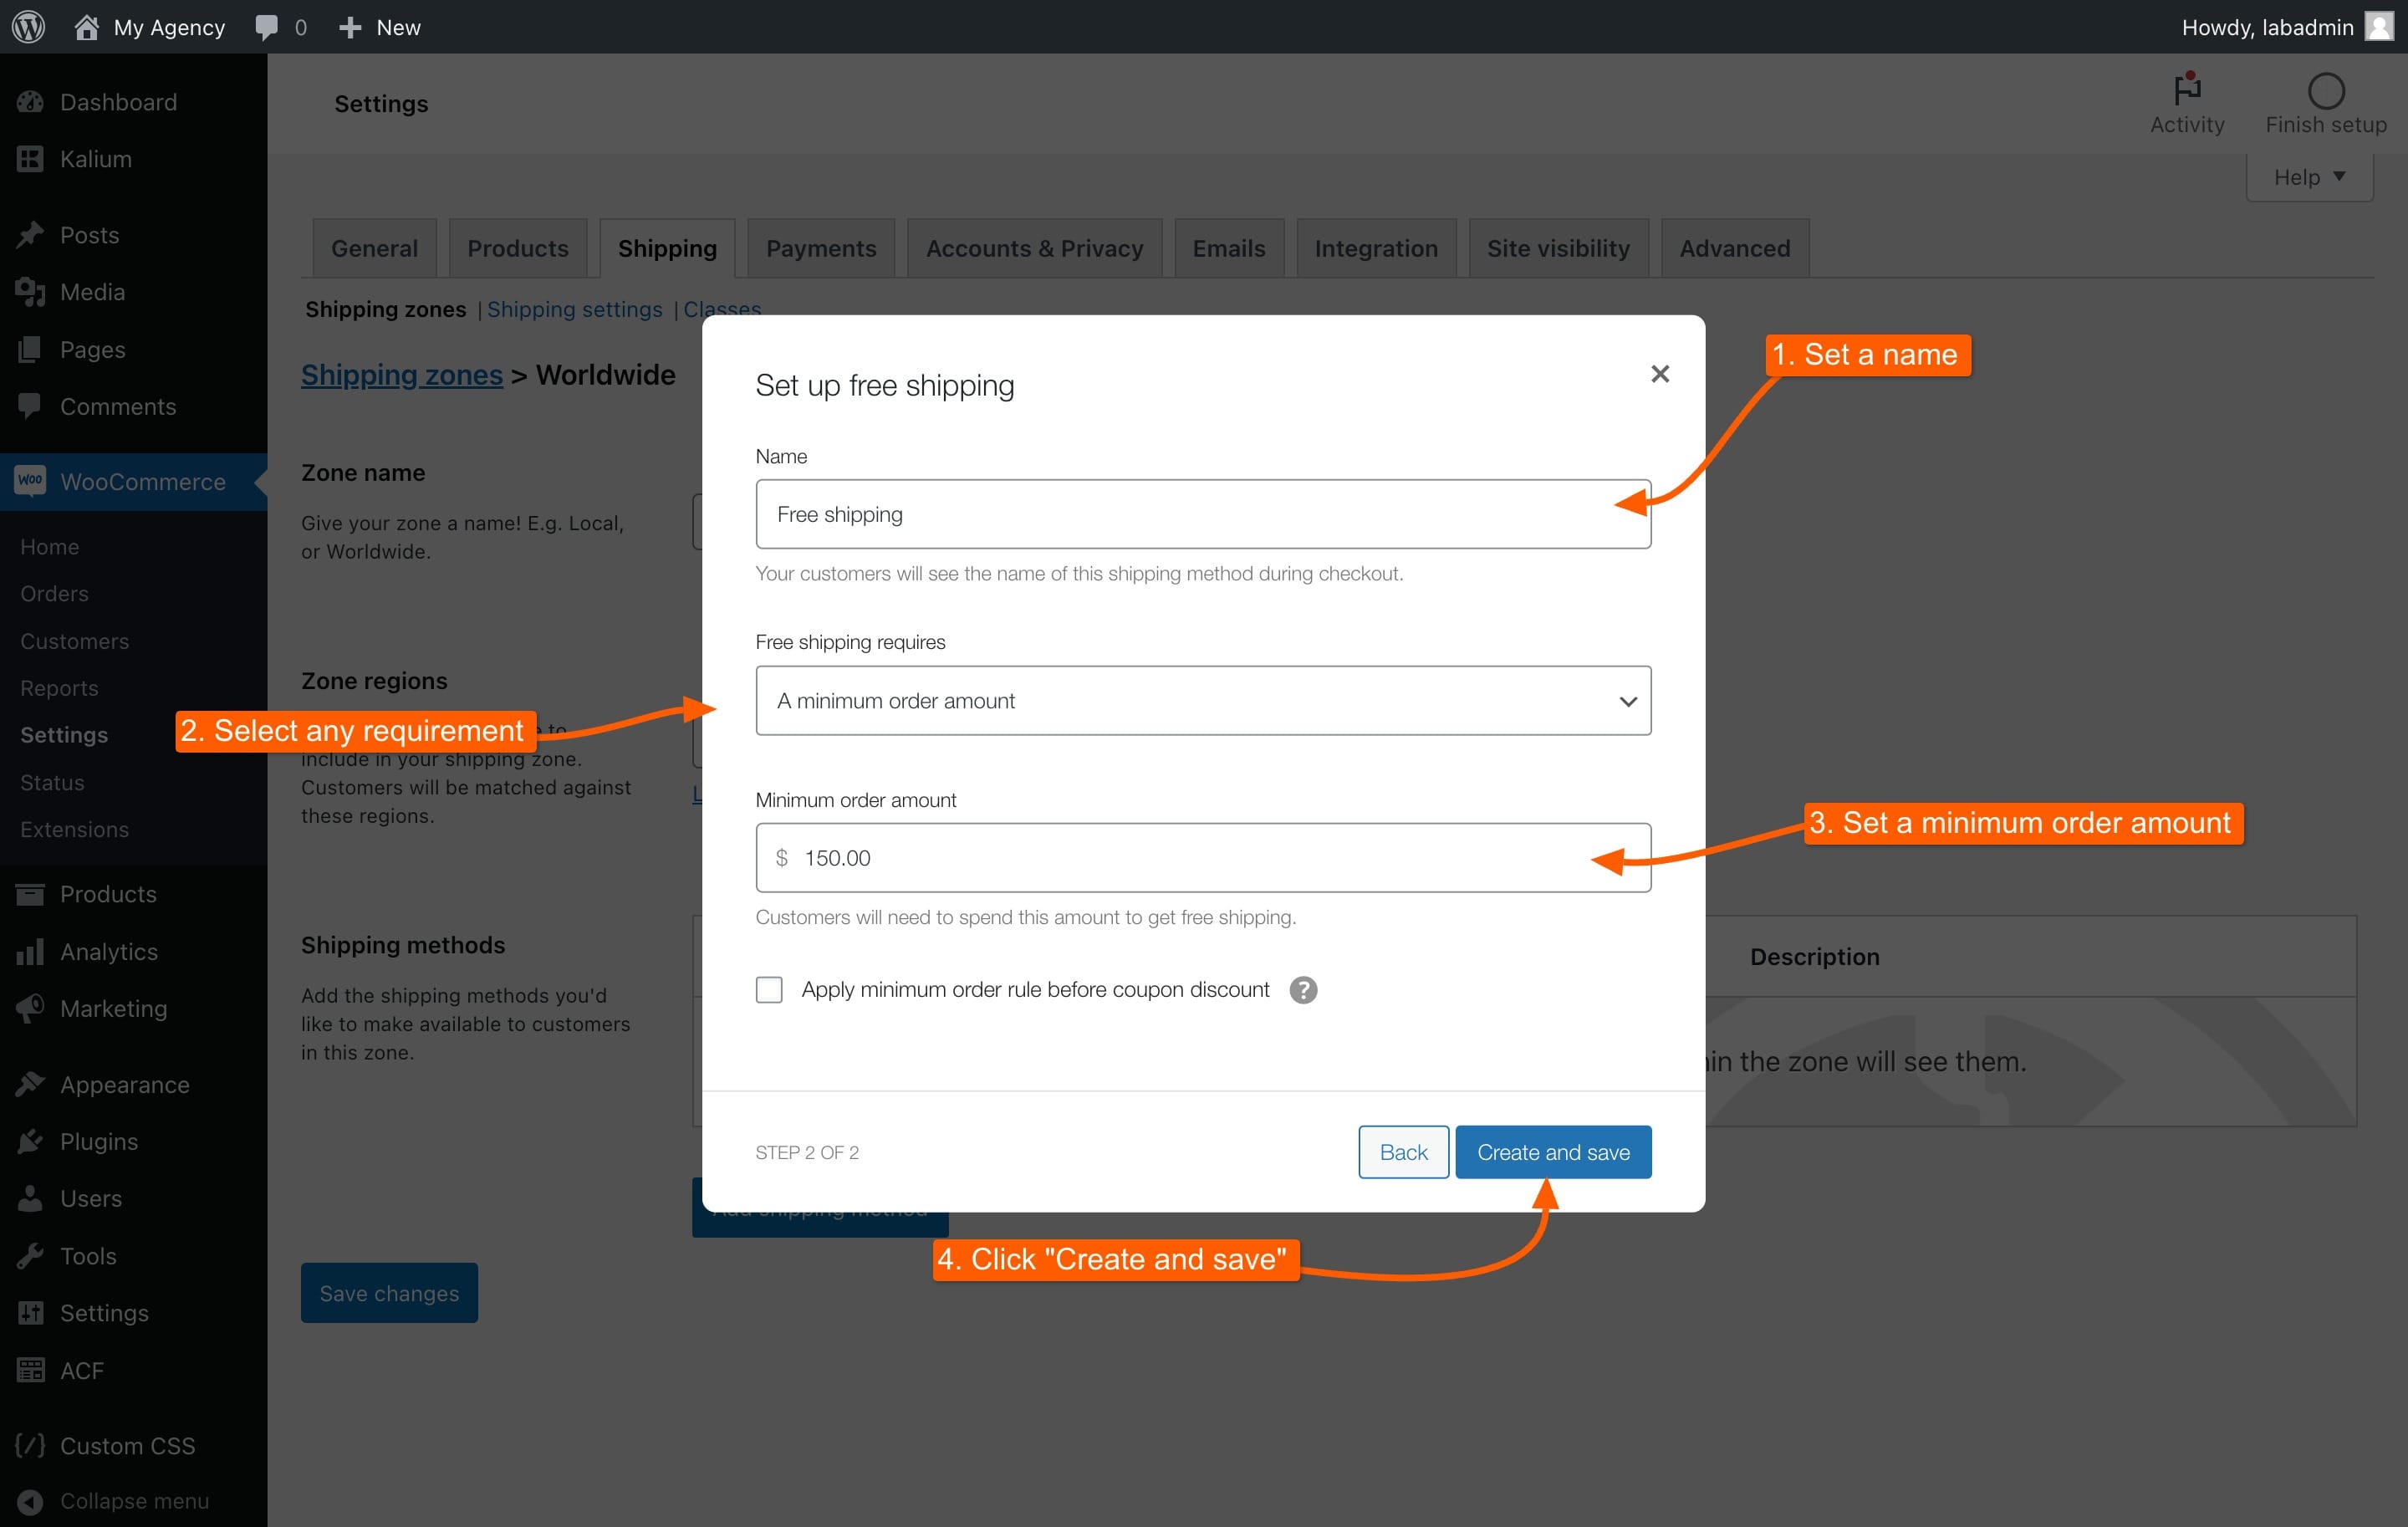 My Agency
0
New
Howdy, labadmin
Dashboard
Kalium
Posts
Media
Pages
Comments
Woo
WooCommerce
Home
Orders
Customers
Reports
Settings
Status
Extensions
Products
Analytics
Marketing
Appearance
Plugins
Users
Tools
Settings
ACF
Custom CSS
Collapse menu
Settings
Activity
Finish setup
Help
General
Products
Shipping
Payments
Accounts & Privacy
Emails
Integration
Site visibility
Advanced
Shipping zones | Shipping settings | Classes
Shipping zones > Worldwide
Zone name
Give your zone a name! E.g. Local,
or Worldwide.
Zone regions
to
include in your shipping zone.
Customers will be matched against
these regions.
Shipping methods
Add the shipping methods you'd
like to make available to customers
in this zone.
Description
in the zone will see them.
Add shipping method
Save changes
Set up free shipping
Name
Free shipping
Your customers will see the name of this shipping method during checkout.
Free shipping requires
A minimum order amount
Minimum order amount
$ 150.00
Customers will need to spend this amount to get free shipping.
Apply minimum order rule before coupon discount
?
STEP 2 OF 2
Back
Create and save
1. Set a name
2. Select any requirement
3. Set a minimum order amount
4. Click "Create and save"